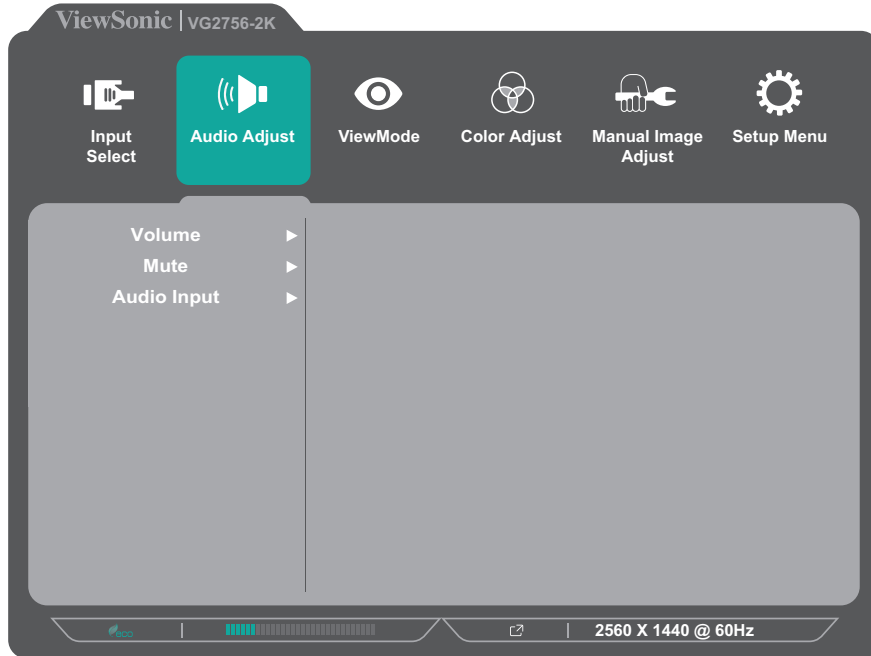 ViewSonic | VG2756-2K
Input
Select
Audio Adjust
ViewMode
Color Adjust
Manual Image
Adjust
Setup Menu
Volume
Mute
Audio Input
eco
2560 X 1440 @ 60Hz